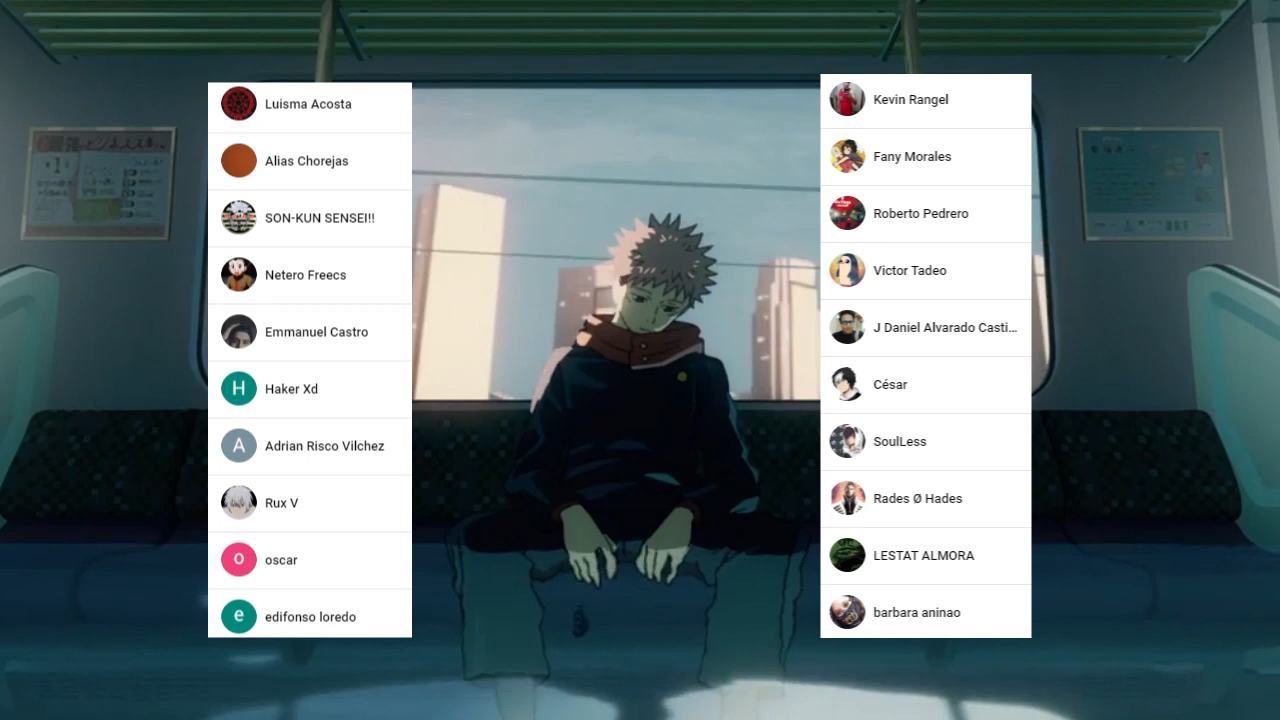 Luisma Acosta
Alias Chorejas
SON-KUN SENSEI!!
Netero Freecs
Emmanuel Castro
H
Haker Xd
A
Adrian Risco Vilchez
Rux V
o
oscar
e
edifonso loredo
Kevin Rangel
Fany Morales
Roberto Pedrero
Victor Tadeo
J Daniel Alvarado Casti...
César
SoulLess
Rades Ø Hades
LESTAT ALMORA
barbara aninao